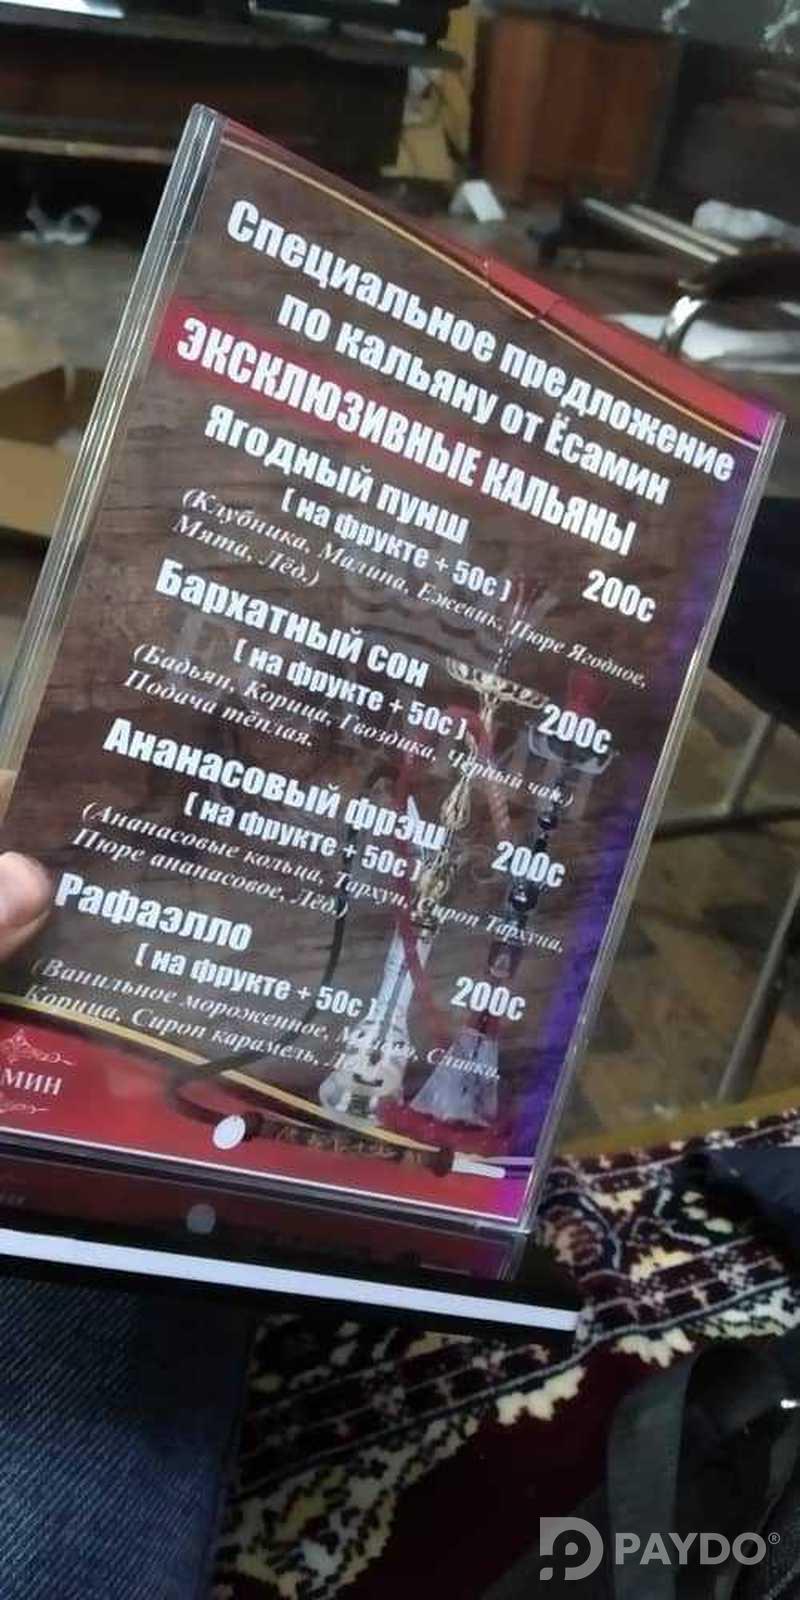 Специальное предложение
по кальяну от Ёсамин
ЭКСКЛЮЗИВНЫЕ КАЛЬЯНЫ
Ягодный пунш 200с
( на фрукте + 50с )
(Клубника, Малина, Ежевик, Пюре Ягодное,
Мята, Лёд.)
Бархатный сон 200с
( на фрукте + 50с )
(Бадьян, Корица, Гвоздика, Чёрный чай.)
Подача тёплая.
Ананасовый фрэш 200с
( на фрукте + 50с )
(Ананасовые кольца, Тархун, Сироп Тархуна,
Пюре ананасовое, Лёд.)
Рафаэлло 200с
( на фрукте + 50с )
(Ванильное мороженное, Сливки,
Корица, Сироп карамель,
МИН
PAYDO®